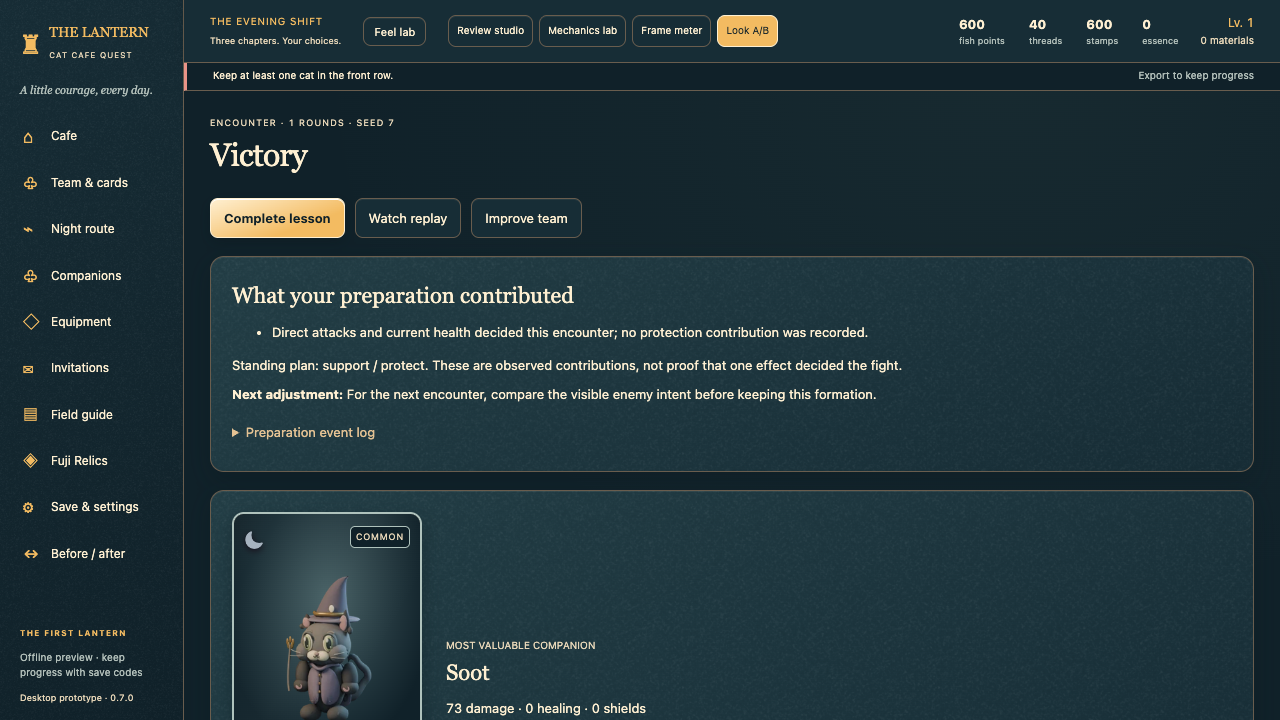 THE LANTERN
CAT CAFE QUEST
A little courage, every day.
Cafe
Team & cards
Night route
Companions
Equipment
Invitations
Field guide
Fuji Relics
Save & settings
Before / after
THE FIRST LANTERN
Offline preview · keep
progress with save codes
Desktop prototype · 0.7.0
THE EVENING SHIFT
Three chapters. Your choices.
Feel lab
Review studio
Mechanics lab
Frame meter
Look A/B
600
fish points
40
threads
600
stamps
0
essence
Lv. 1
0 materials
Keep at least one cat in the front row.
Export to keep progress
ENCOUNTER · 1 ROUNDS · SEED 7
Victory
Complete lesson
Watch replay
Improve team
What your preparation contributed
• Direct attacks and current health decided this encounter; no protection contribution was recorded.
Standing plan: support / protect. These are observed contributions, not proof that one effect decided the fight.
Next adjustment: For the next encounter, compare the visible enemy intent before keeping this formation.
Preparation event log
COMMON
MOST VALUABLE COMPANION
Soot
73 damage · 0 healing · 0 shields